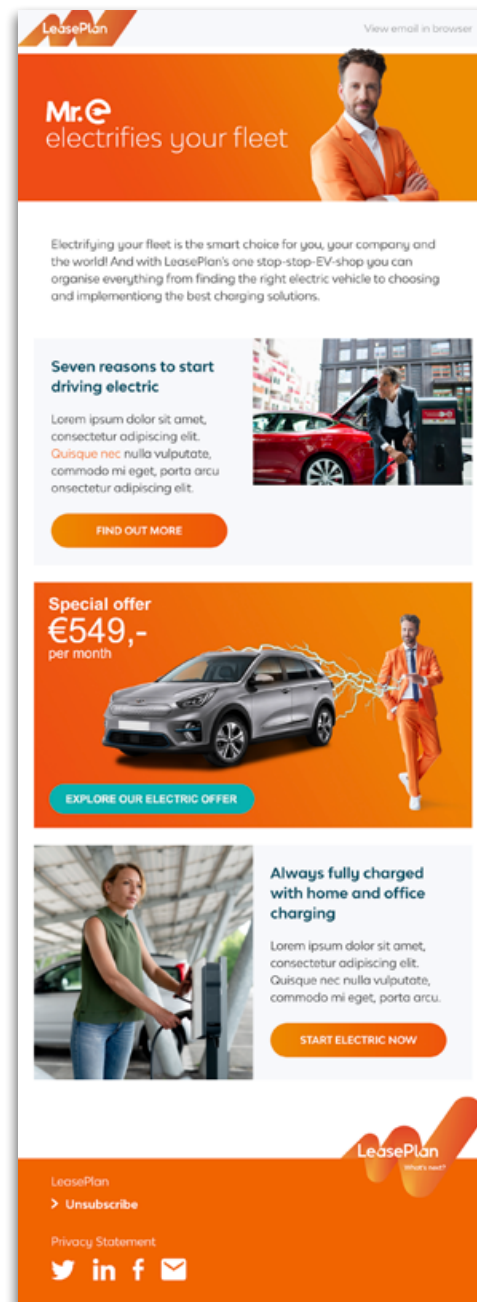 LeasePlan
View email in browser
Mr.e
electrifies your fleet
Electrifying your fleet is the smart choice for you, your company and
the world! And with LeasePlan's one stop-stop-EV-shop you can
organise everything from finding the right electric vehicle to choosing
and implementiong the best charging solutions.
Seven reasons to start
driving electric
Lorem ipsum dolor sit amet,
consectetur adipiscing elit.
Quisque nec nulla vulputate,
commodo mi eget, porta arcu
onsectetur adipiscing elit.
FIND OUT MORE
Special offer
€549,-
per month
EXPLORE OUR ELECTRIC OFFER
Always fully charged
with home and office
charging
Lorem ipsum dolor sit amet,
consectetur adipiscing elit.
Quisque nec nulla vulputate,
commodo mi eget, porta arcu.
START ELECTRIC NOW
LeasePlan
What's next?
LeasePlan
> Unsubscribe
Privacy Statement